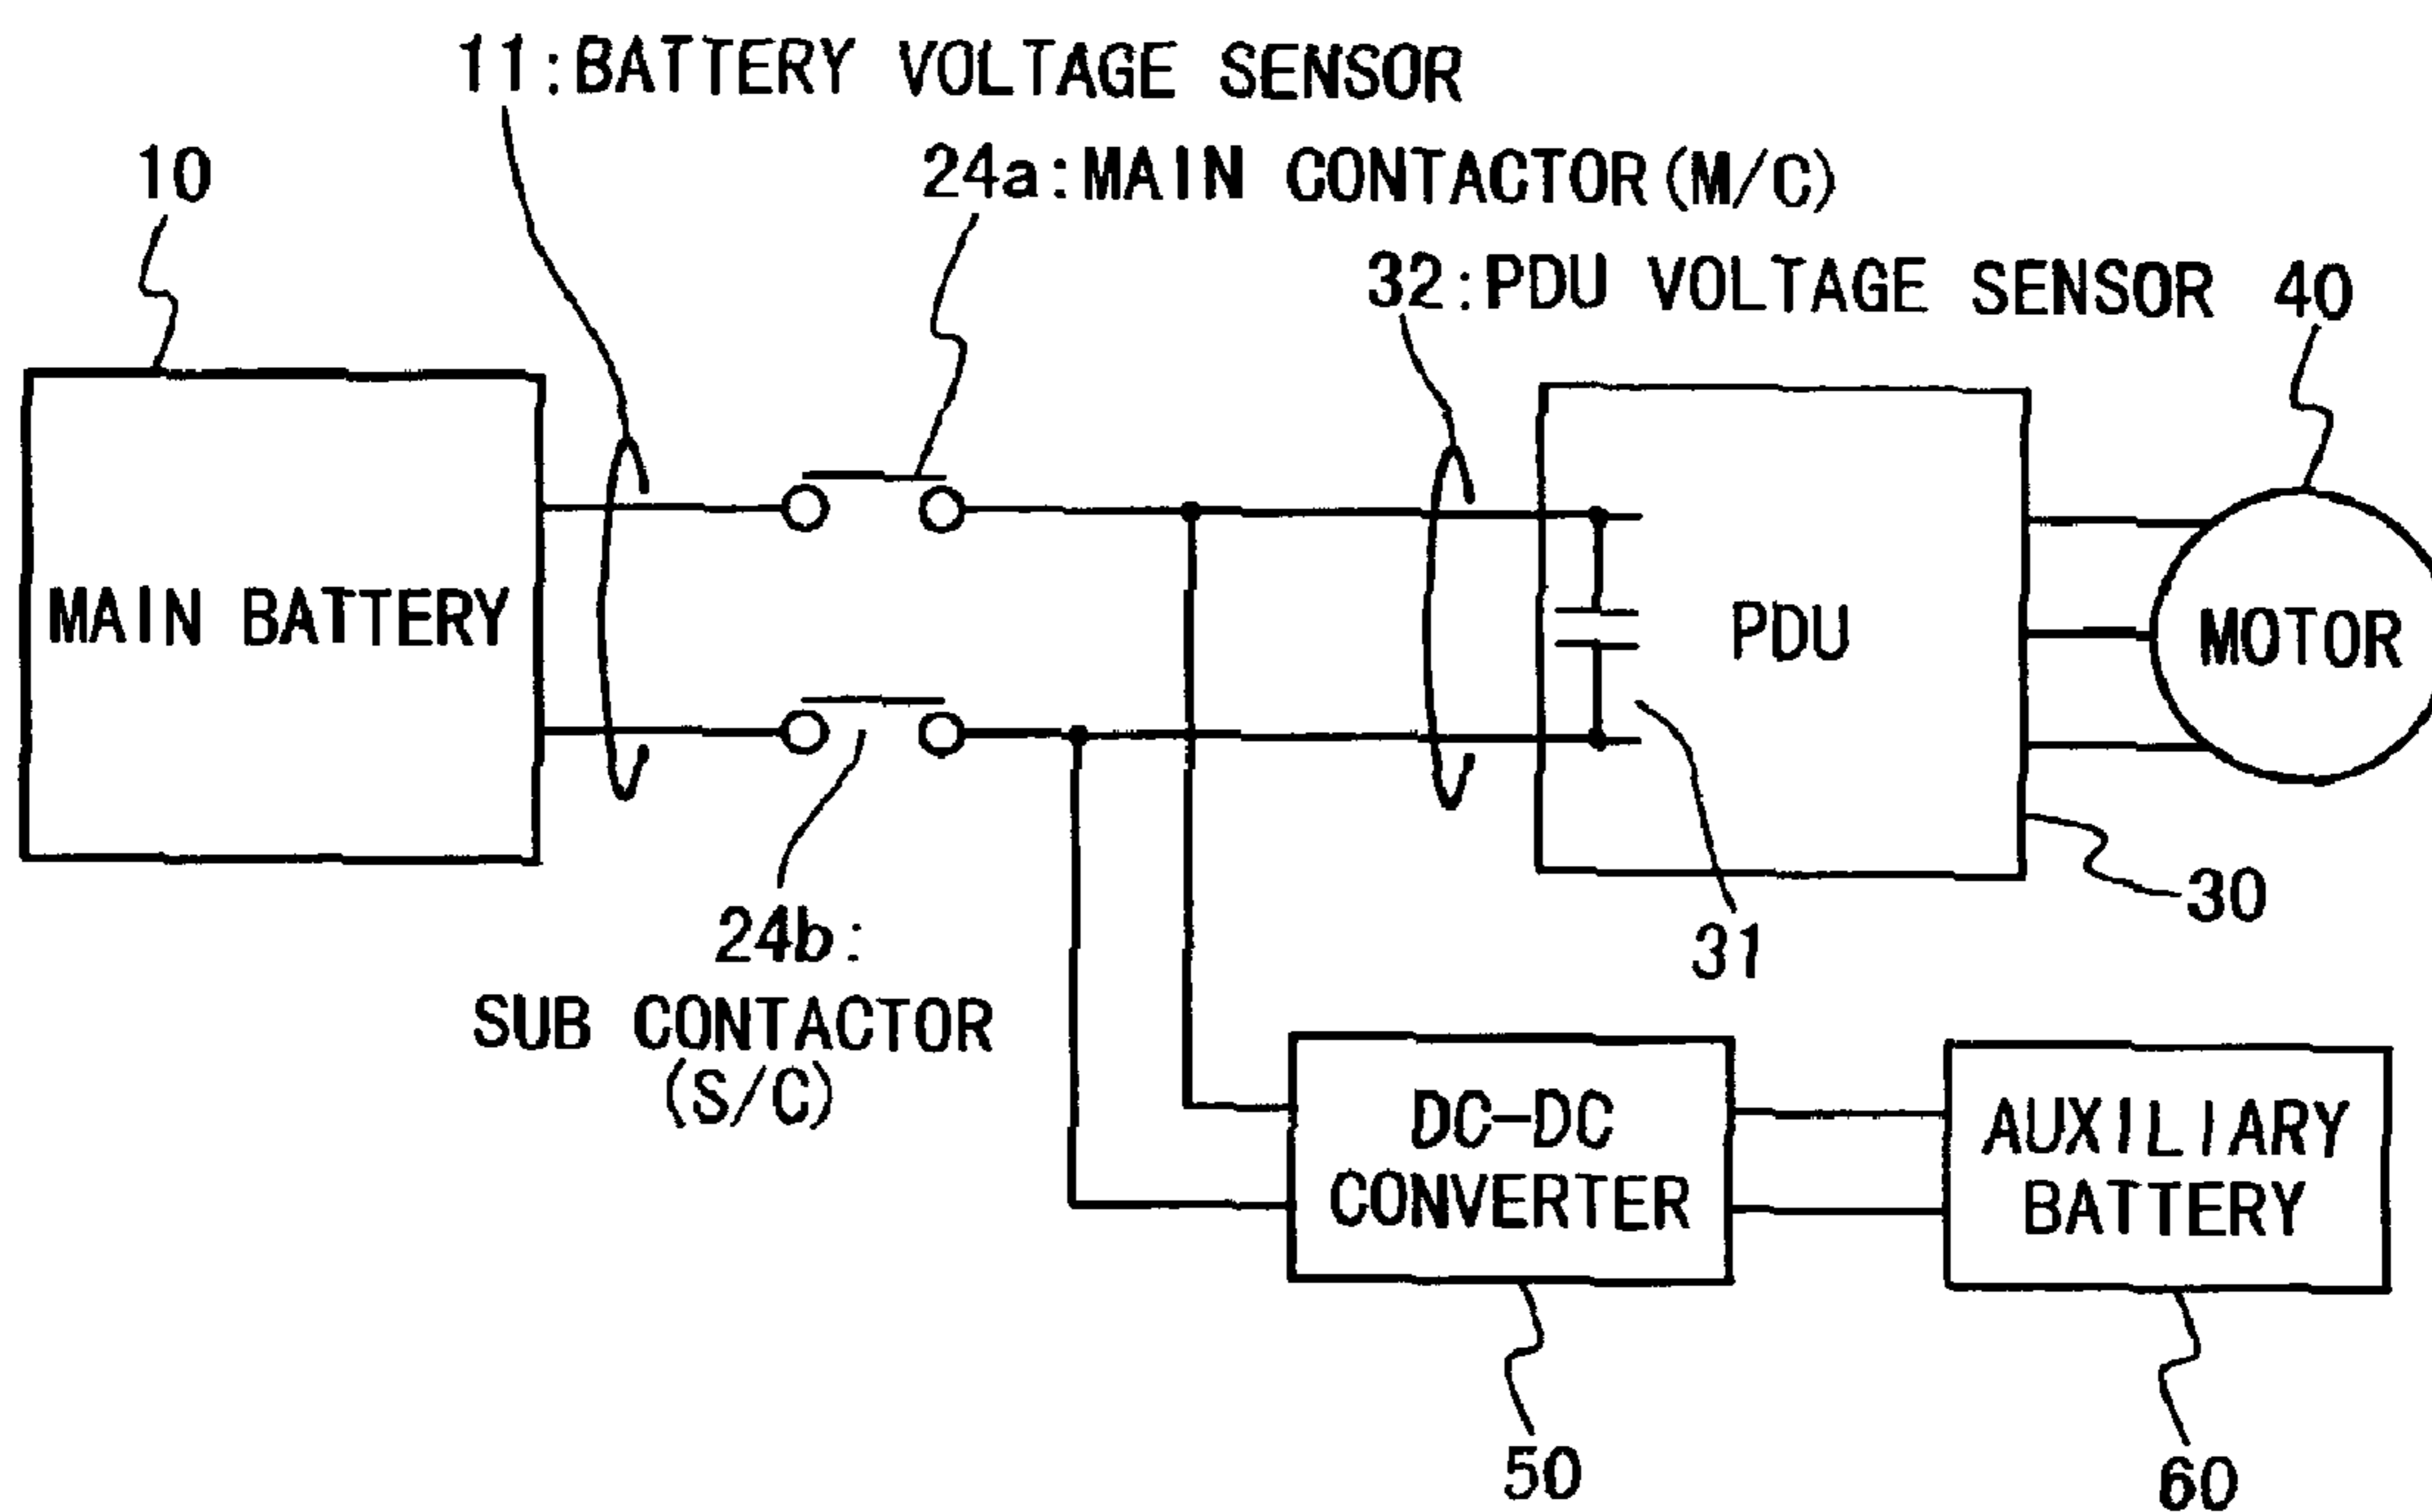 11:BATTERY VOLTAGE SENSOR
10
24a:MAIN CONTACTOR(M/C)
32:PDU VOLTAGE SENSOR
40
MAIN BATTERY
PDU
MOTOR
30
24b:
31
SUB CONTACTOR
(S/C)
DC-DC
CONVERTER
AUXILIARY
BATTERY
50
60